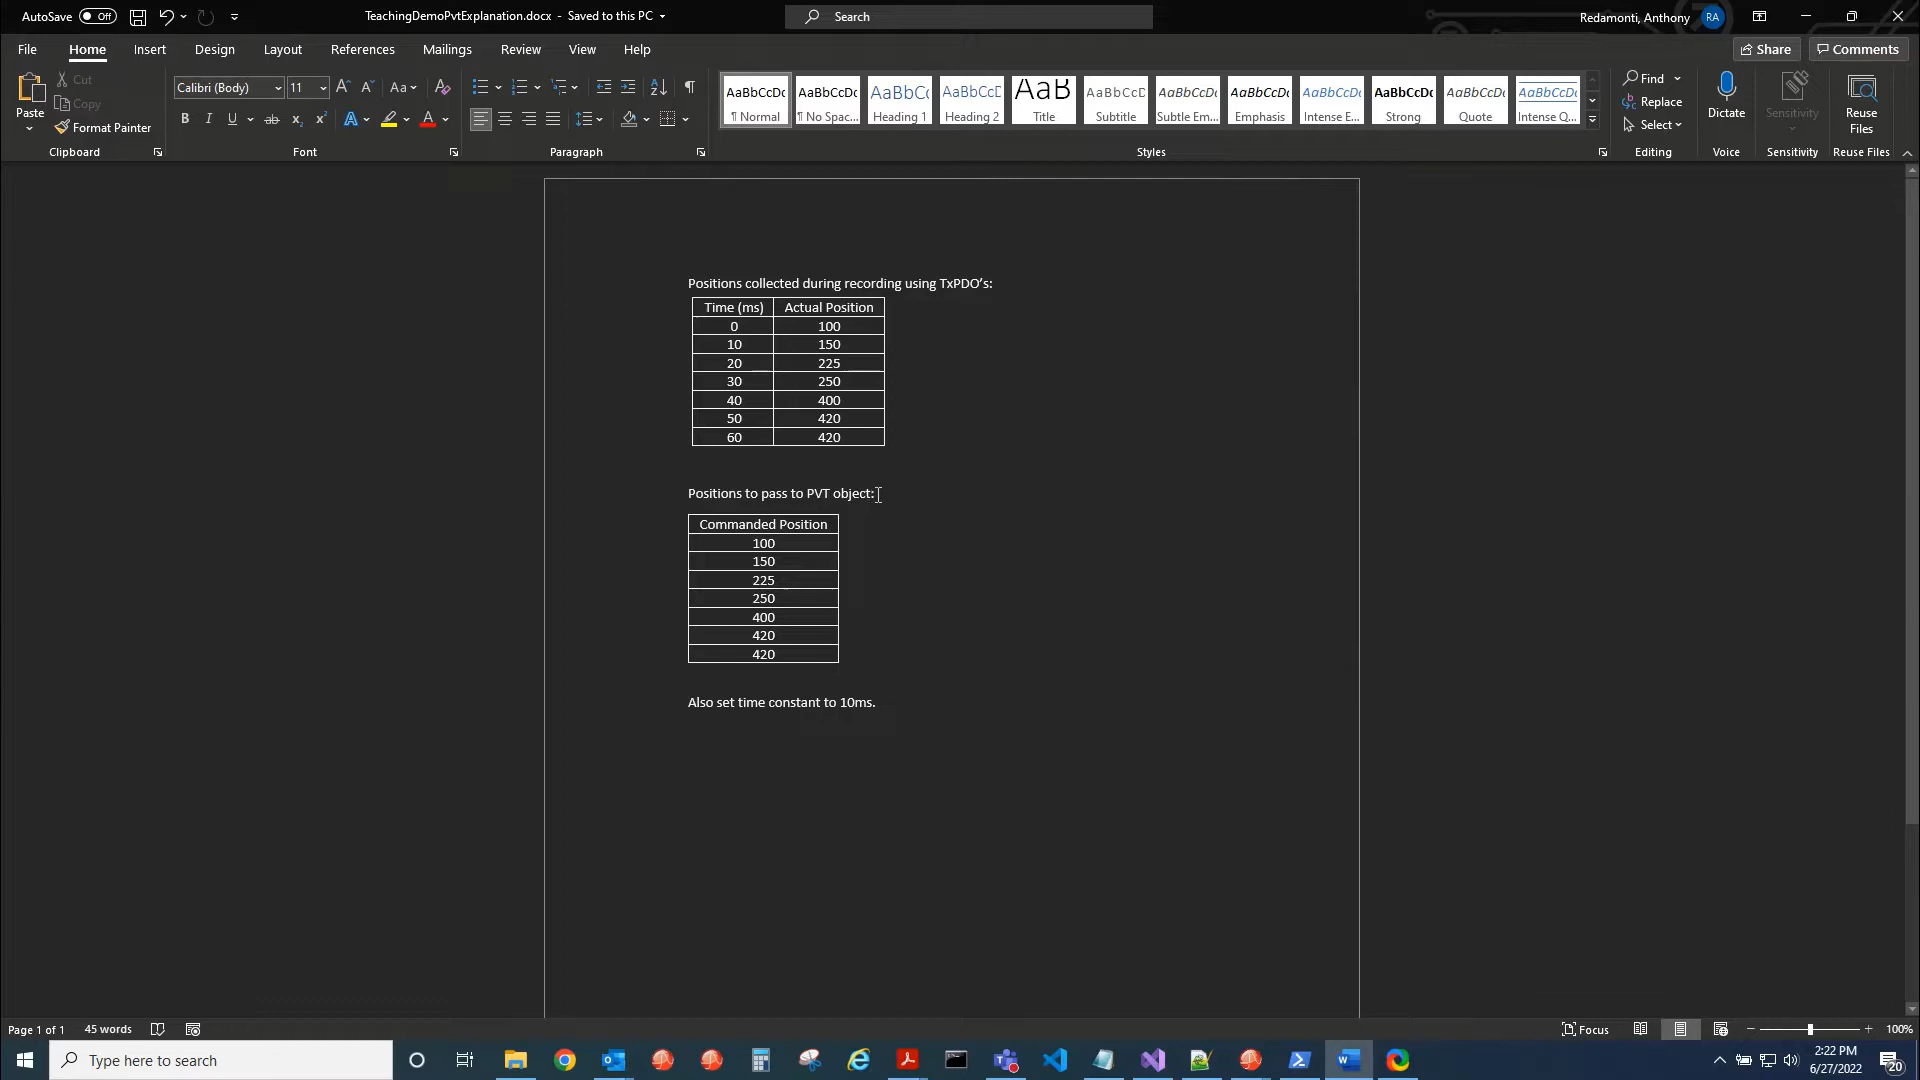 AutoSave Off TeachingDemoPvtExplanation.docx - Saved to this PC Search Redamonti, Anthony RA
File Home Insert Design Layout References Mailings Review View Help Share Comments
Paste Cut Copy Format Painter
Calibri (Body) 11
AaBbCcDc AaBbCcDc AaBbC( AaBbCcE AaB AaBbCcD AaBbCcDc AaBbCcDc AaBbCcDc AaBbCcDc AaBbCcDc AaBbCcDc
¶ Normal ¶ No Spac... Heading 1 Heading 2 Title Subtitle Subtle Em... Emphasis Intense E... Strong Quote Intense Q...
Find Replace Select Dictate Sensitivity Reuse Files
Clipboard Font Paragraph Styles Editing Voice Sensitivity Reuse Files
Positions collected during recording using TxPDO’s:
Time (ms) Actual Position
0 100
10 150
20 225
30 250
40 400
50 420
60 420
Positions to pass to PVT object:
Commanded Position
100
150
225
250
400
420
420
Also set time constant to 10ms.
Page 1 of 1 45 words Focus 100%
Type here to search 2:22 PM
6/27/2022 20